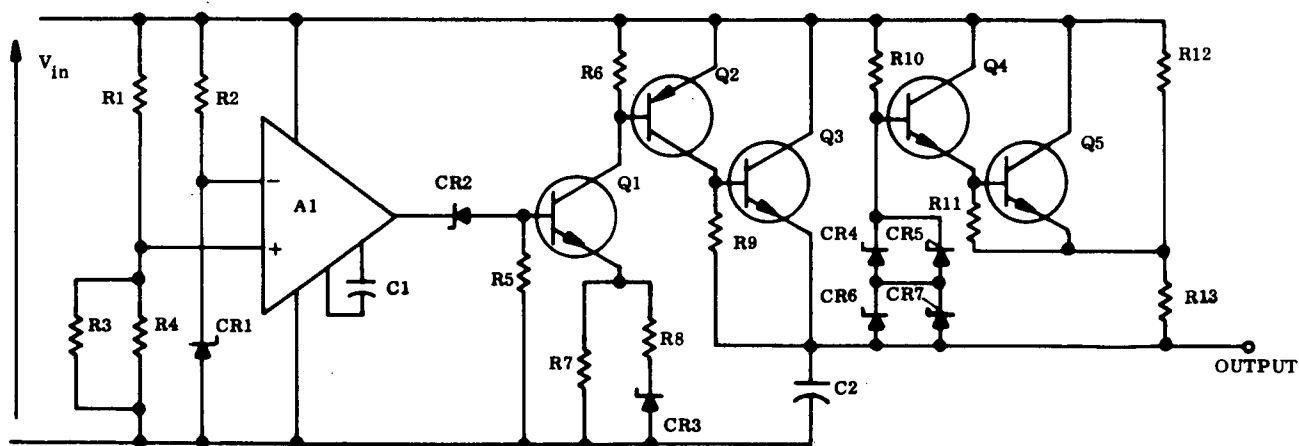 V_in
R1
R2
R3
R4
CR1
−
+
A1
C1
CR2
R5
Q1
R6
R7
R8
CR3
Q2
Q3
R9
C2
R10
Q4
Q5
R11
CR4
CR5
CR6
CR7
R12
R13
OUTPUT